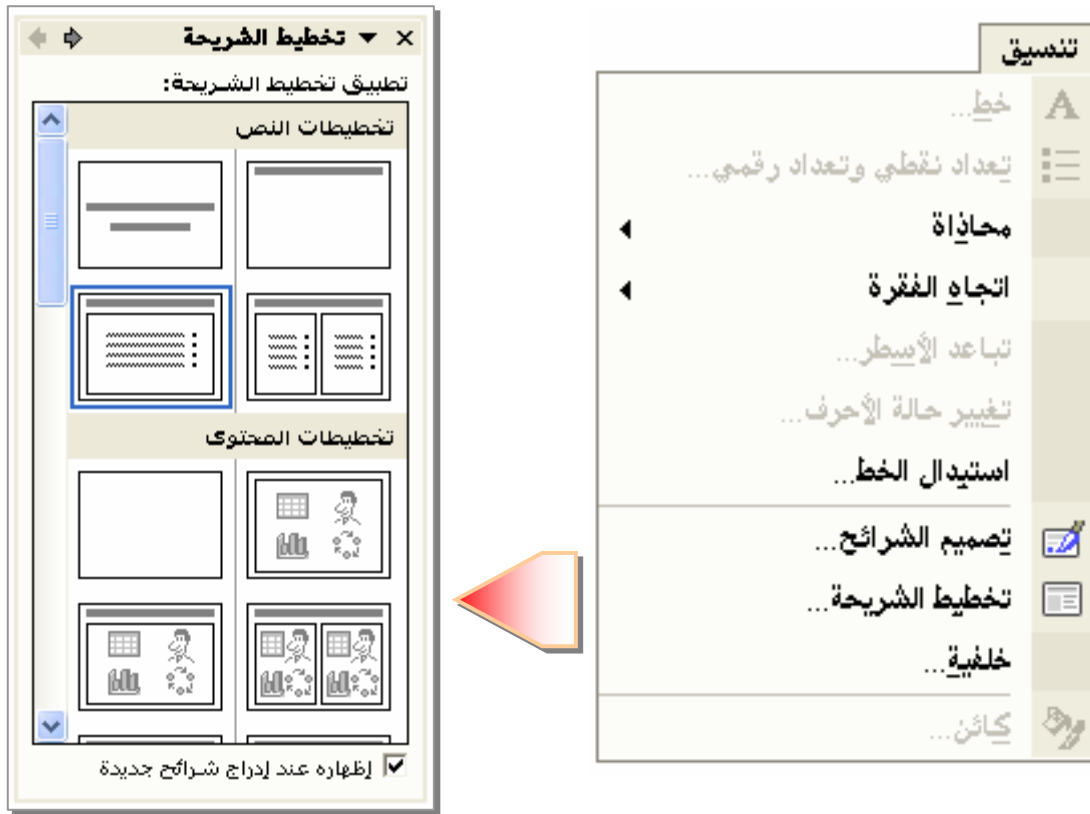 تنسيق
خط...
تعداد نقطي وتعداد رقمي...
محاذاة
اتجاه الفقرة
تباعد الأسطر...
تغيير حالة الأحرف...
استبدال الخط...
تصميم الشرائح...
تخطيط الشريحة...
خلفية...
كائن...
تخطيط الشريحة
تطبيق تخطيط الشريحة:
تخطيطات النص
تخطيطات المحتوى
إظهاره عند إدراج شرائح جديدة